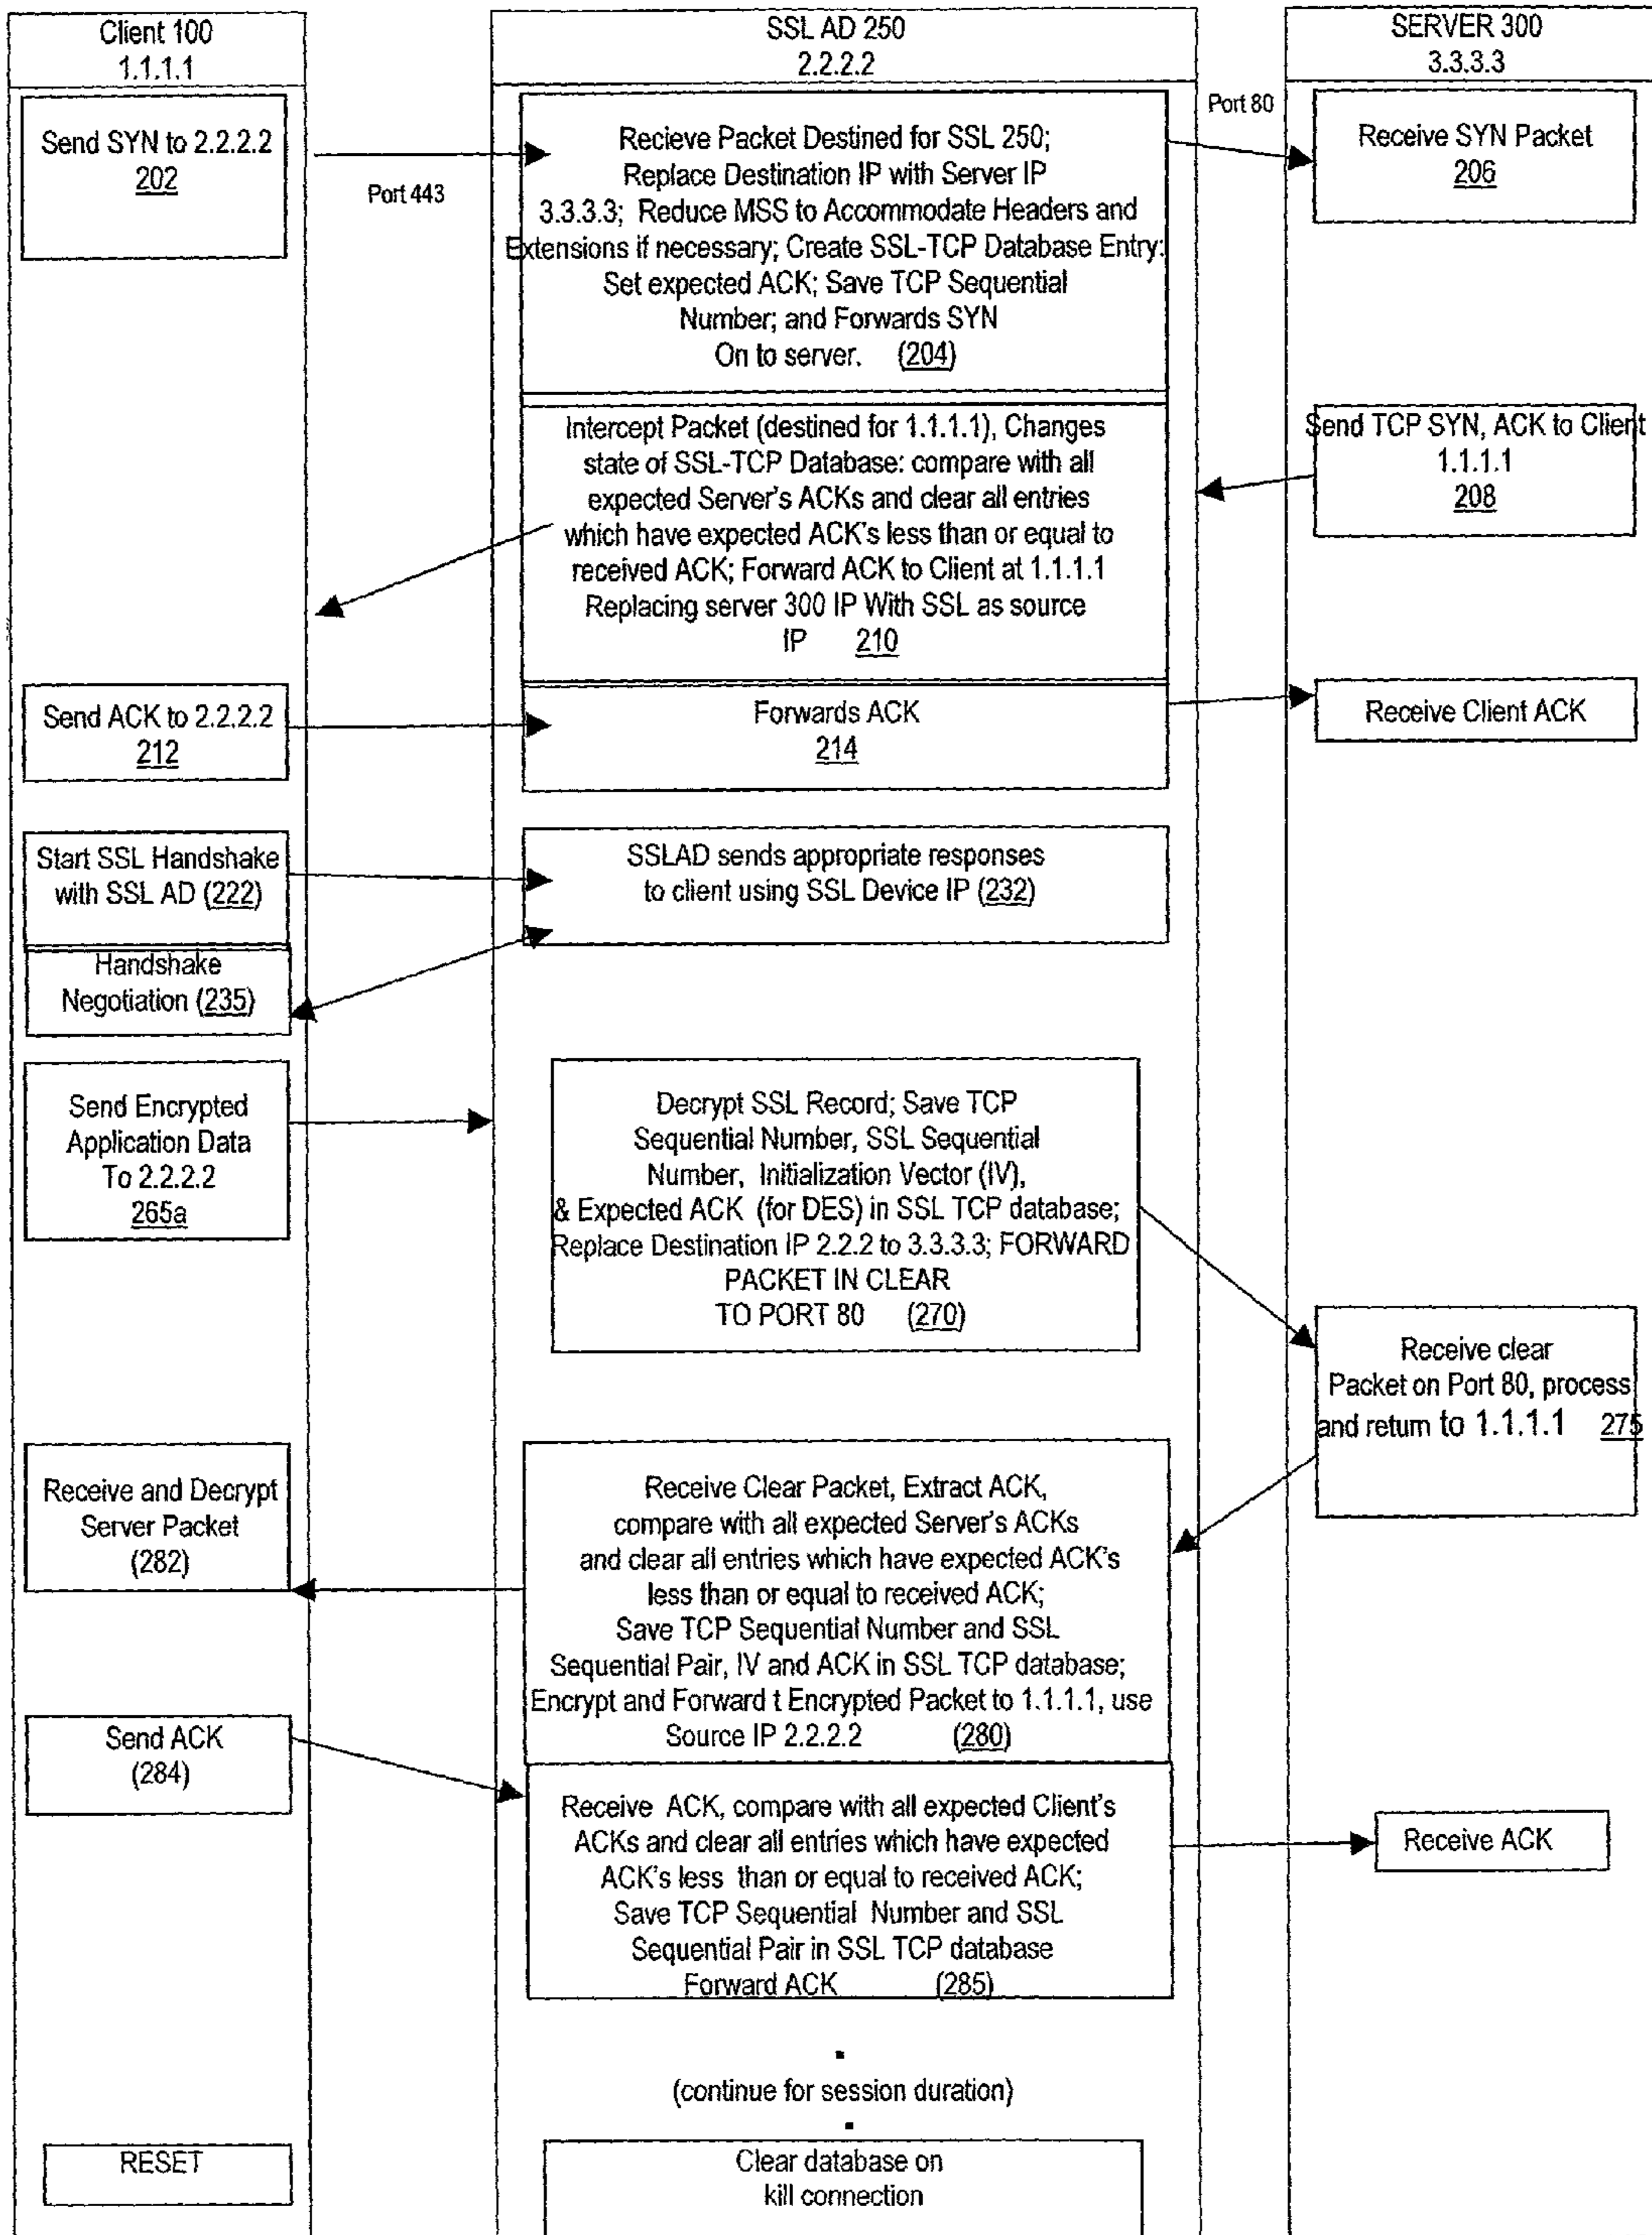 Client 100
1.1.1.1
SSL AD 250
2.2.2.2
SERVER 300
3.3.3.3
Send SYN to 2.2.2.2
202
Port 443
Recieve Packet Destined for SSL 250;
Replace Destination IP with Server IP
3.3.3.3; Reduce MSS to Accommodate Headers and
Extensions if necessary; Create SSL-TCP Database Entry:
Set expected ACK; Save TCP Sequential
Number; and Forwards SYN
On to server. (204)
Port 80
Receive SYN Packet
206
Send TCP SYN, ACK to Client
1.1.1.1
208
Intercept Packet (destined for 1.1.1.1), Changes
state of SSL-TCP Database: compare with all
expected Server's ACKs and clear all entries
which have expected ACK's less than or equal to
received ACK; Forward ACK to Client at 1.1.1.1
Replacing server 300 IP With SSL as source
IP 210
Send ACK to 2.2.2.2
212
Forwards ACK
214
Receive Client ACK
Start SSL Handshake
with SSL AD (222)
SSLAD sends appropriate responses
to client using SSL Device IP (232)
Handshake
Negotiation (235)
Send Encrypted
Application Data
To 2.2.2.2
265a
Decrypt SSL Record; Save TCP
Sequential Number, SSL Sequential
Number, Initialization Vector (IV),
& Expected ACK (for DES) in SSL TCP database;
Replace Destination IP 2.2.2 to 3.3.3.3; FORWARD
PACKET IN CLEAR
TO PORT 80 (270)
Receive clear
Packet on Port 80, process
and return to 1.1.1.1 275
Receive Clear Packet, Extract ACK,
compare with all expected Server's ACKs
and clear all entries which have expected ACK's
less than or equal to received ACK;
Save TCP Sequential Number and SSL
Sequential Pair, IV and ACK in SSL TCP database;
Encrypt and Forward t Encrypted Packet to 1.1.1.1, use
Source IP 2.2.2.2 (280)
Receive and Decrypt
Server Packet
(282)
Send ACK
(284)
Receive ACK, compare with all expected Client's
ACKs and clear all entries which have expected
ACK's less than or equal to received ACK;
Save TCP Sequential Number and SSL
Sequential Pair in SSL TCP database
Forward ACK (285)
Receive ACK
(continue for session duration)
RESET
Clear database on
kill connection